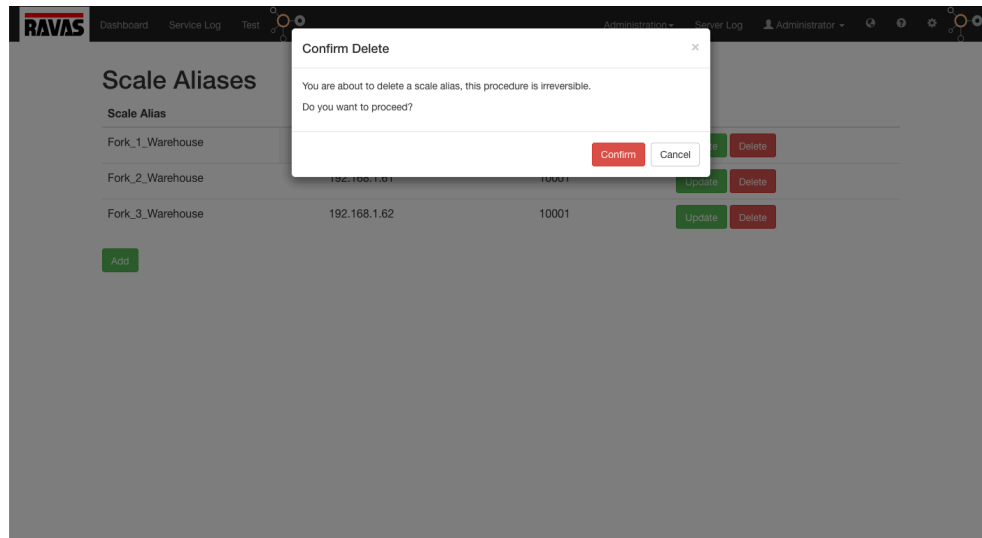 RAVAS Dashboard Service Log Test Administration Server Log Administrator
Confirm Delete ×
You are about to delete a scale alias, this procedure is irreversible.
Do you want to proceed?
Confirm Cancel
Scale Aliases
Scale Alias
Fork_1_Warehouse Delete
Fork_2_Warehouse 192.168.1.61 10001 Update Delete
Fork_3_Warehouse 192.168.1.62 10001 Update Delete
Add